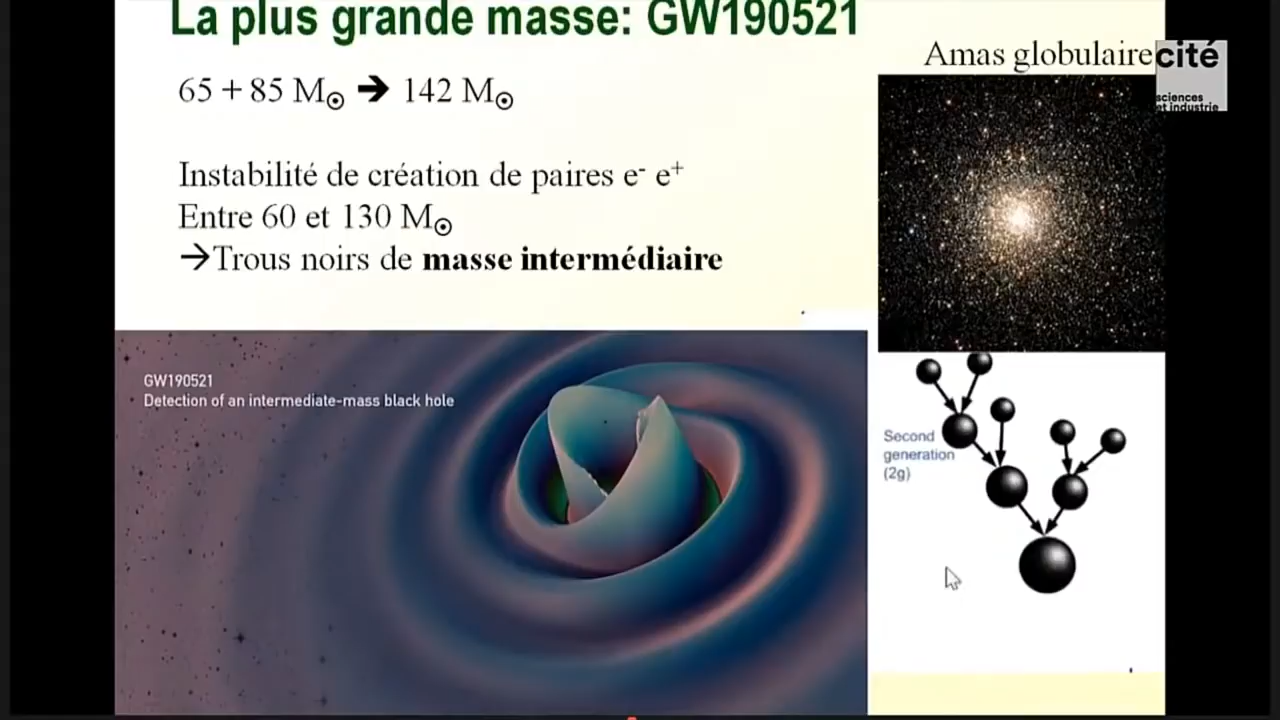 La plus grande masse: GW190521
Amas globulaire
cité
sciences
et industrie
65 + 85 M☉ ➔ 142 M☉
Instabilité de création de paires e⁻ e⁺
Entre 60 et 130 M☉
→Trous noirs de masse intermédiaire
GW190521
Detection of an intermediate-mass black hole
Second
generation
(2g)